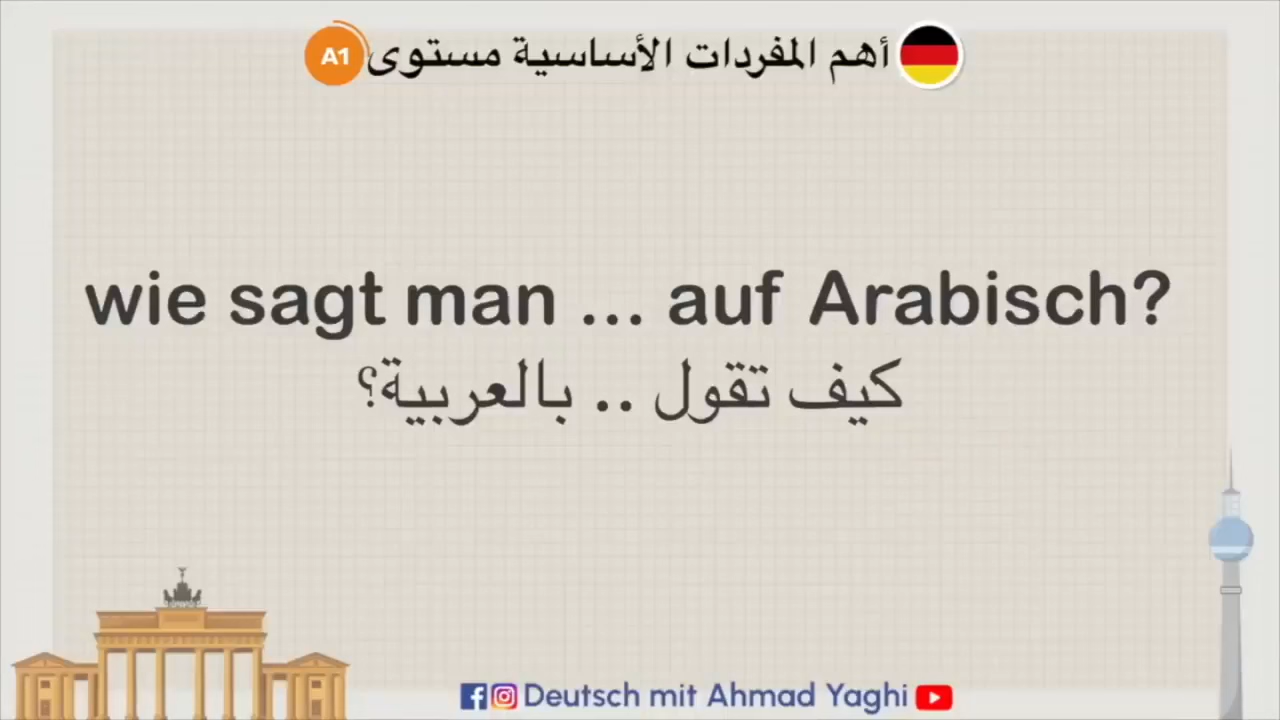 أهم المفردات الأساسية مستوى A1
wie sagt man ... auf Arabisch?
كيف تقول .. بالعربية؟
Deutsch mit Ahmad Yaghi